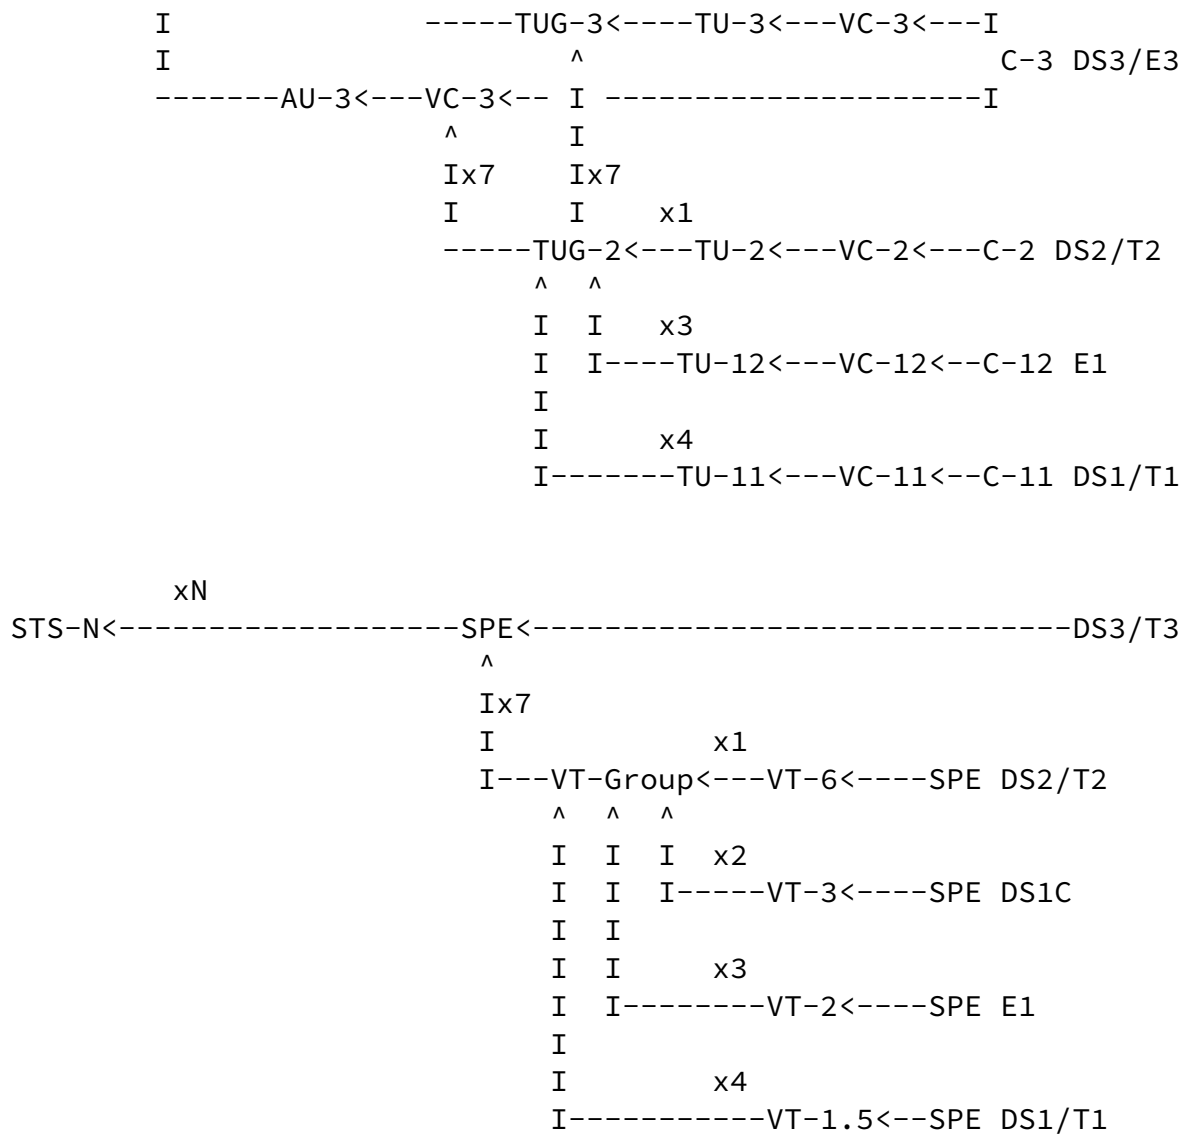 I              -----TUG-3<----TU-3<---VC-3<---I
I                      ^                       C-3 DS3/E3
-------AU-3<---VC-3<-- I ---------------------I
^      I
Ix7    Ix7
I      I    x1
-----TUG-2<---TU-2<---VC-2<---C-2 DS2/T2
^  ^
I  I   x3
I  I----TU-12<---VC-12<--C-12 E1
I
I      x4
I-------TU-11<---VC-11<--C-11 DS1/T1
xN
STS-N<-------------------SPE<------------------------------DS3/T3
^
Ix7
I            x1
I---VT-Group<---VT-6<----SPE DS2/T2
^  ^  ^
I  I  I  x2
I  I  I-----VT-3<----SPE DS1C
I  I
I  I     x3
I  I--------VT-2<----SPE E1
I
I        x4
I-----------VT-1.5<--SPE DS1/T1